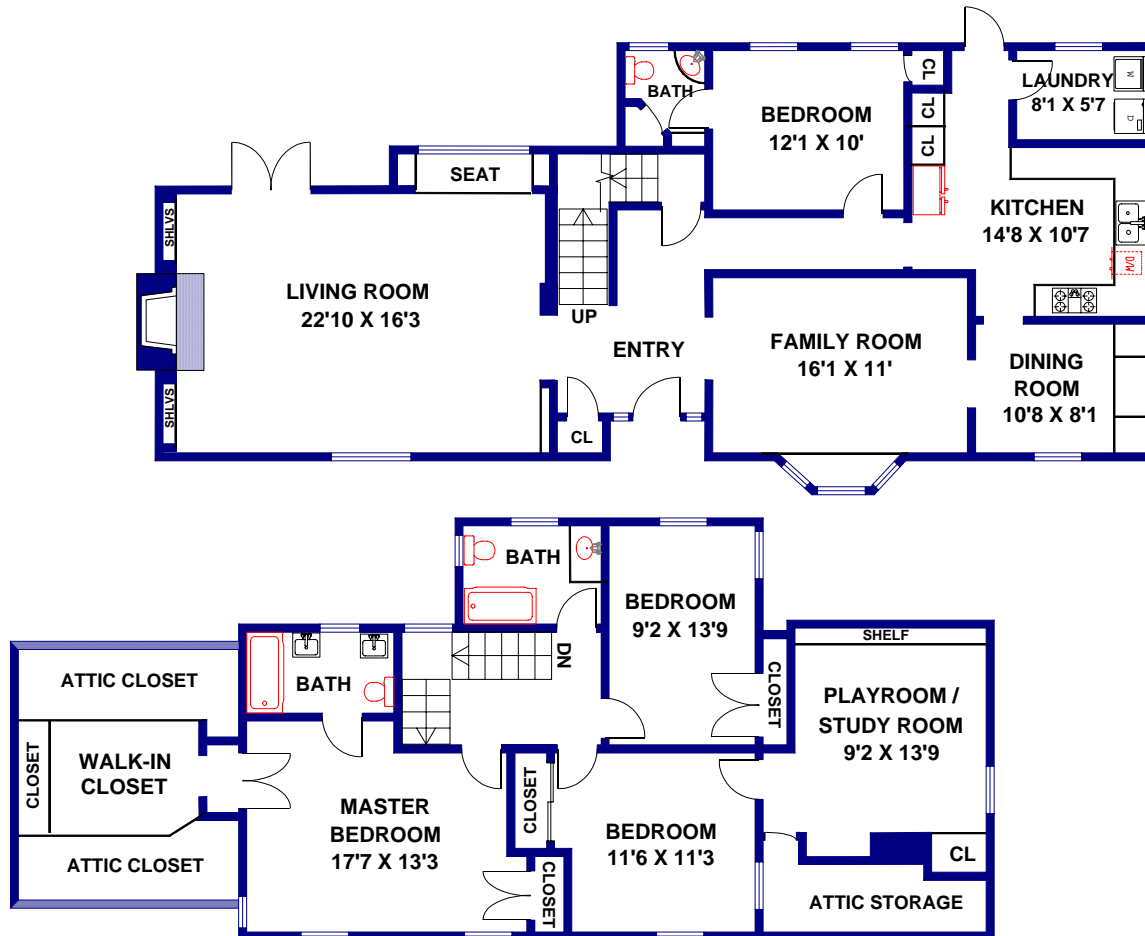 BATH
BEDROOM
12'1 X 10'
CL
CL
CL
LAUNDRY
8'1 X 5'7
W
D
SEAT
SHLVS
LIVING ROOM
22'10 X 16'3
SHLVS
UP
ENTRY
CL
KITCHEN
14'8 X 10'7
D/W
FAMILY ROOM
16'1 X 11'
DINING
ROOM
10'8 X 8'1
BATH
BEDROOM
9'2 X 13'9
DN
BATH
ATTIC CLOSET
CLOSET
WALK-IN
CLOSET
ATTIC CLOSET
MASTER
BEDROOM
17'7 X 13'3
CLOSET
CLOSET
BEDROOM
11'6 X 11'3
CLOSET
SHELF
PLAYROOM /
STUDY ROOM
9'2 X 13'9
CL
ATTIC STORAGE